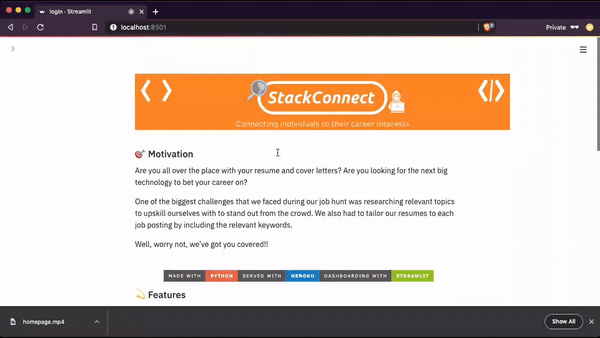 login · Streamlit
localhost:8501
Private
< >
StackConnect
</>
Connecting individuals to their career interests
🎯 Motivation
Are you all over the place with your resume and cover letters? Are you looking for the next big
technology to bet your career on?
One of the biggest challenges that we faced during our job hunt was researching relevant topics
to upskill ourselves with to stand out from the crowd. We also had to tailor our resumes to each
job posting by including the relevant keywords.
Well, worry not, we've got you covered!!
MADE WITH PYTHON SERVED WITH HEROKU DASHBOARDING WITH STREAMLIT
💫 Features
homepage.mp4
Show All